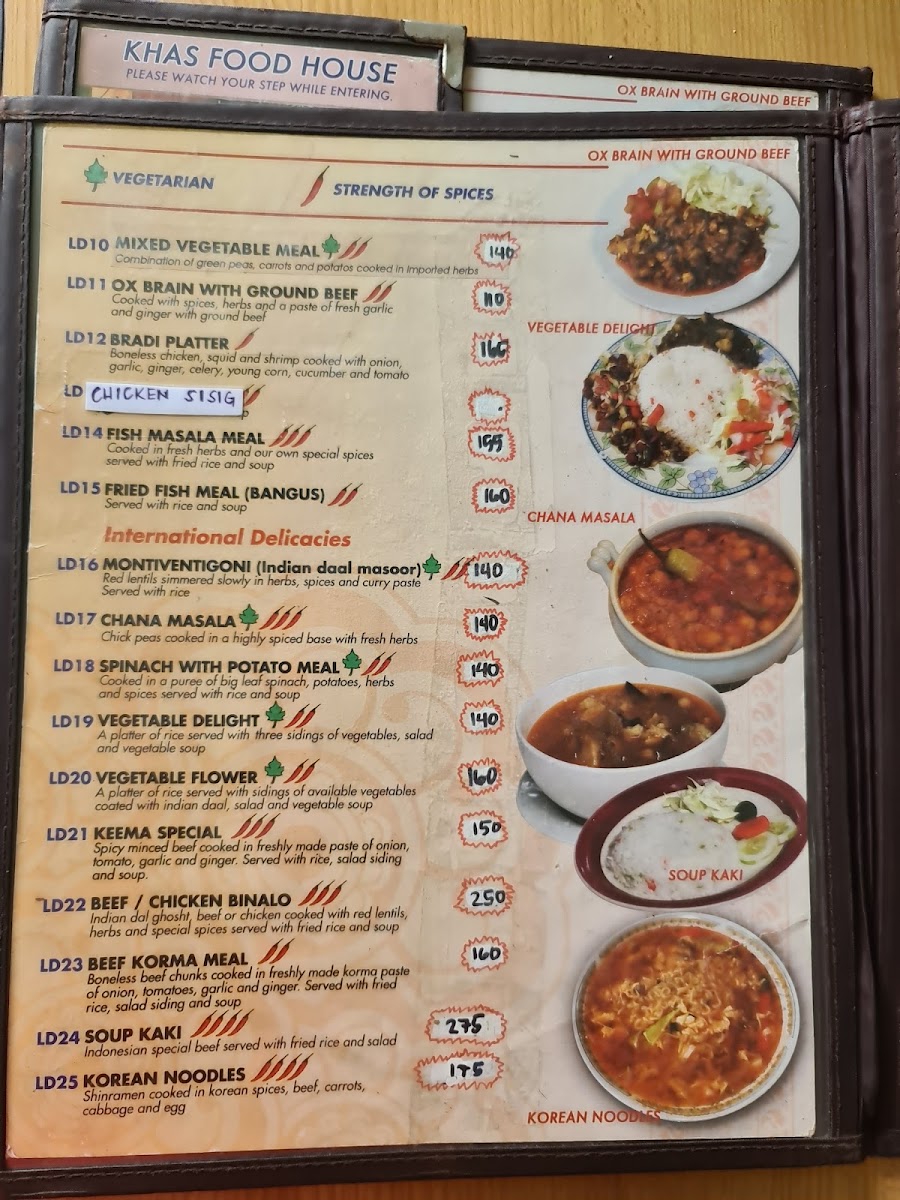 KHAS FOOD HOUSE
PLEASE WATCH YOUR STEP WHILE ENTERING.
OX BRAIN WITH GROUND BEEF
OX BRAIN WITH GROUND BEEF
VEGETARIAN
STRENGTH OF SPICES
LD10 MIXED VEGETABLE MEAL 140
Combination of green peas, carrots and potatos cooked in Imported herbs
LD11 OX BRAIN WITH GROUND BEEF 110
Cooked with spices, herbs and a paste of fresh garlic
and ginger with ground beef
VEGETABLE DELIGHT
LD12 BRADI PLATTER 160
Boneless chicken, squid and shrimp cooked with onion,
garlic, ginger, celery, young corn, cucumber and tomato
LD CHICKEN SISIG
LD14 FISH MASALA MEAL 155
Cooked in fresh herbs and our own special spices
served with fried rice and soup
LD15 FRIED FISH MEAL (BANGUS) 160
Served with rice and soup
CHANA MASALA
International Delicacies
LD16 MONTIVENTIGONI (Indian daal masoor) 140
Red lentils simmered slowly in herbs, spices and curry paste
Served with rice
LD17 CHANA MASALA 140
Chick peas cooked in a highly spiced base with fresh herbs
LD18 SPINACH WITH POTATO MEAL 140
Cooked in a puree of big leaf spinach, potatoes, herbs
and spices served with rice and soup
LD19 VEGETABLE DELIGHT 140
A platter of rice served with three sidings of vegetables, salad
and vegetable soup
LD20 VEGETABLE FLOWER 160
A platter of rice served with sidings of available vegetables
coated with indian daal, salad and vegetable soup
LD21 KEEMA SPECIAL 150
Spicy minced beef cooked in freshly made paste of onion,
tomato, garlic and ginger. Served with rice, salad siding
and soup.
SOUP KAKI
LD22 BEEF / CHICKEN BINALO 250
Indian dal ghosht, beef or chicken cooked with red lentils,
herbs and special spices served with fried rice and soup
LD23 BEEF KORMA MEAL 160
Boneless beef chunks cooked in freshly made korma paste
of onion, tomatoes, garlic and ginger. Served with fried
rice, salad siding and soup
LD24 SOUP KAKI 275
Indonesian special beef served with fried rice and salad
LD25 KOREAN NOODLES 175
Shinramen cooked in korean spices, beef, carrots,
cabbage and egg
KOREAN NOODLES